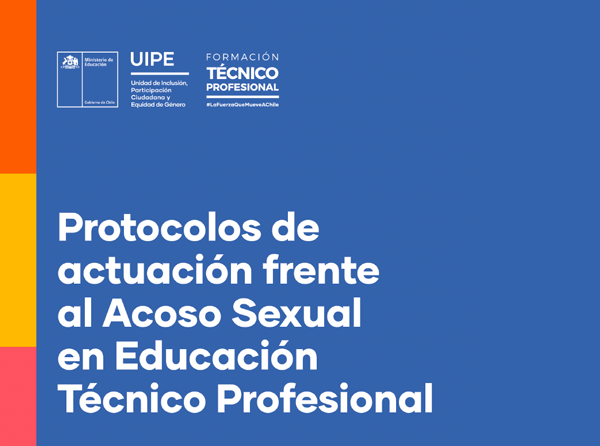 Ministerio de
Educación
Gobierno de Chile
UIPE
Unidad de Inclusión,
Participación
Ciudadana y
Equidad de Género
FORMACIÓN
TÉCNICO
PROFESIONAL
#LaFuerzaQueMueveAChile
Protocolos de
actuación frente
al Acoso Sexual
en Educación
Técnico Profesional